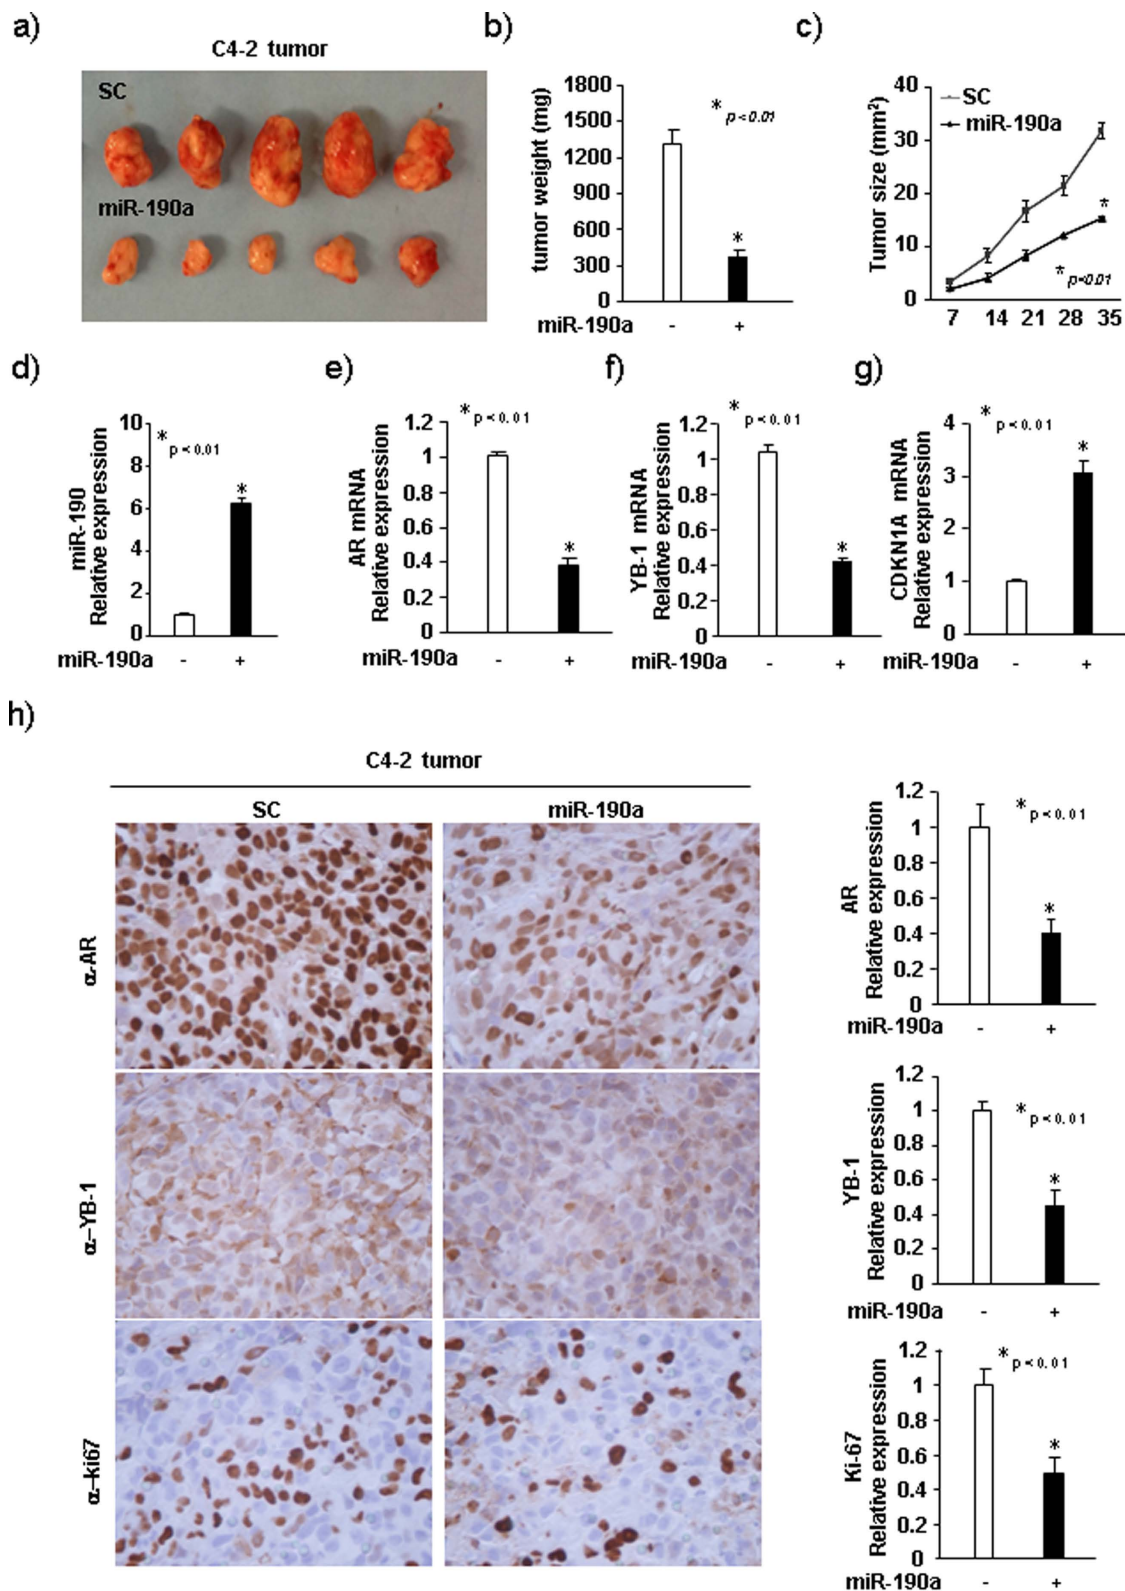 a)
C4-2 tumor
SC
miR-190a
b)
tumor weight (mg)
1800
1500
1200
900
600
300
0
* p<0.01
*
miR-190a - +
c)
Tumor size (mm²)
40
30
20
10
0
SC
miR-190a
*
* p<0.01
7 14 21 28 35
d)
miR-190
Relative expression
10
8
6
4
2
0
* p<0.01
*
miR-190a - +
e)
AR mRNA
Relative expression
1.2
1
0.8
0.6
0.4
0.2
0
* p<0.01
*
miR-190a - +
f)
YB-1 mRNA
Relative expression
1.2
1
0.8
0.6
0.4
0.2
0
* p<0.01
*
miR-190a - +
g)
CDKN1A mRNA
Relative expression
4
3
2
1
0
* p<0.01
*
miR-190a - +
h)
C4-2 tumor
SC miR-190a
α-AR
α-YB-1
α-ki67
AR
Relative expression
1.2
1
0.8
0.6
0.4
0.2
0
* p<0.01
*
miR-190a - +
YB-1
Relative expression
1.2
1
0.8
0.6
0.4
0.2
0
* p<0.01
*
miR-190a - +
Ki-67
Relative expression
1.2
1
0.8
0.6
0.4
0.2
0
* p<0.01
*
miR-190a - +